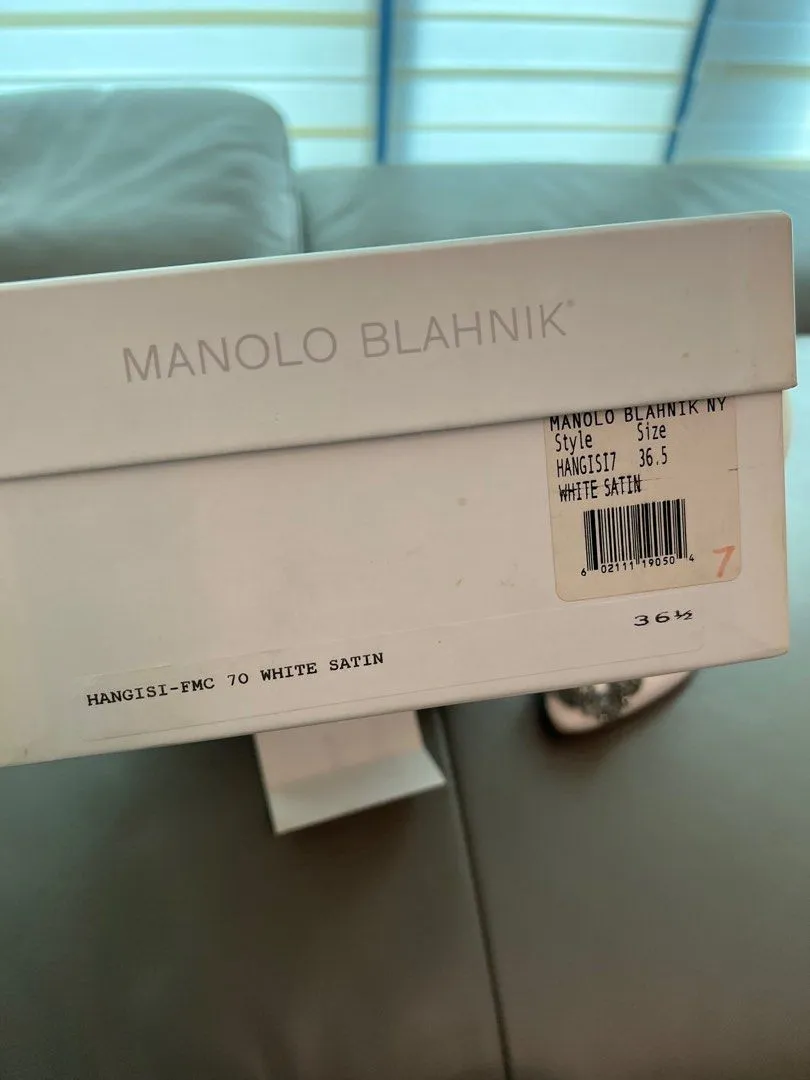 MANOLO BLAHNIK®
MANOLO BLAHNIK NY
Style Size
HANGISI7 36.5
WHITE SATIN
6 02111 19050 4
7
36½
HANGISI-FMC 70 WHITE SATIN